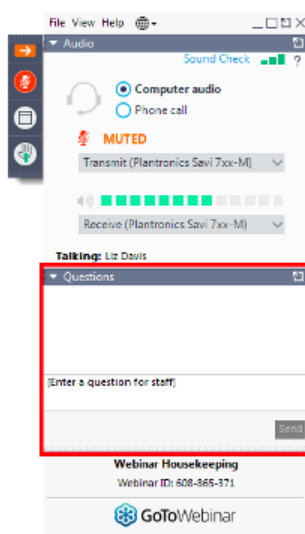 File View Help
Audio
Sound Check ?
Computer audio
Phone call
MUTED
Transmit (Plantronics Savi 7xx-M)
Receive (Plantronics Savi 7xx-M)
Talking: Liz Davis
Questions
[Enter a question for staff]
Send
Webinar Housekeeping
Webinar ID: 608-865-371
GoToWebinar